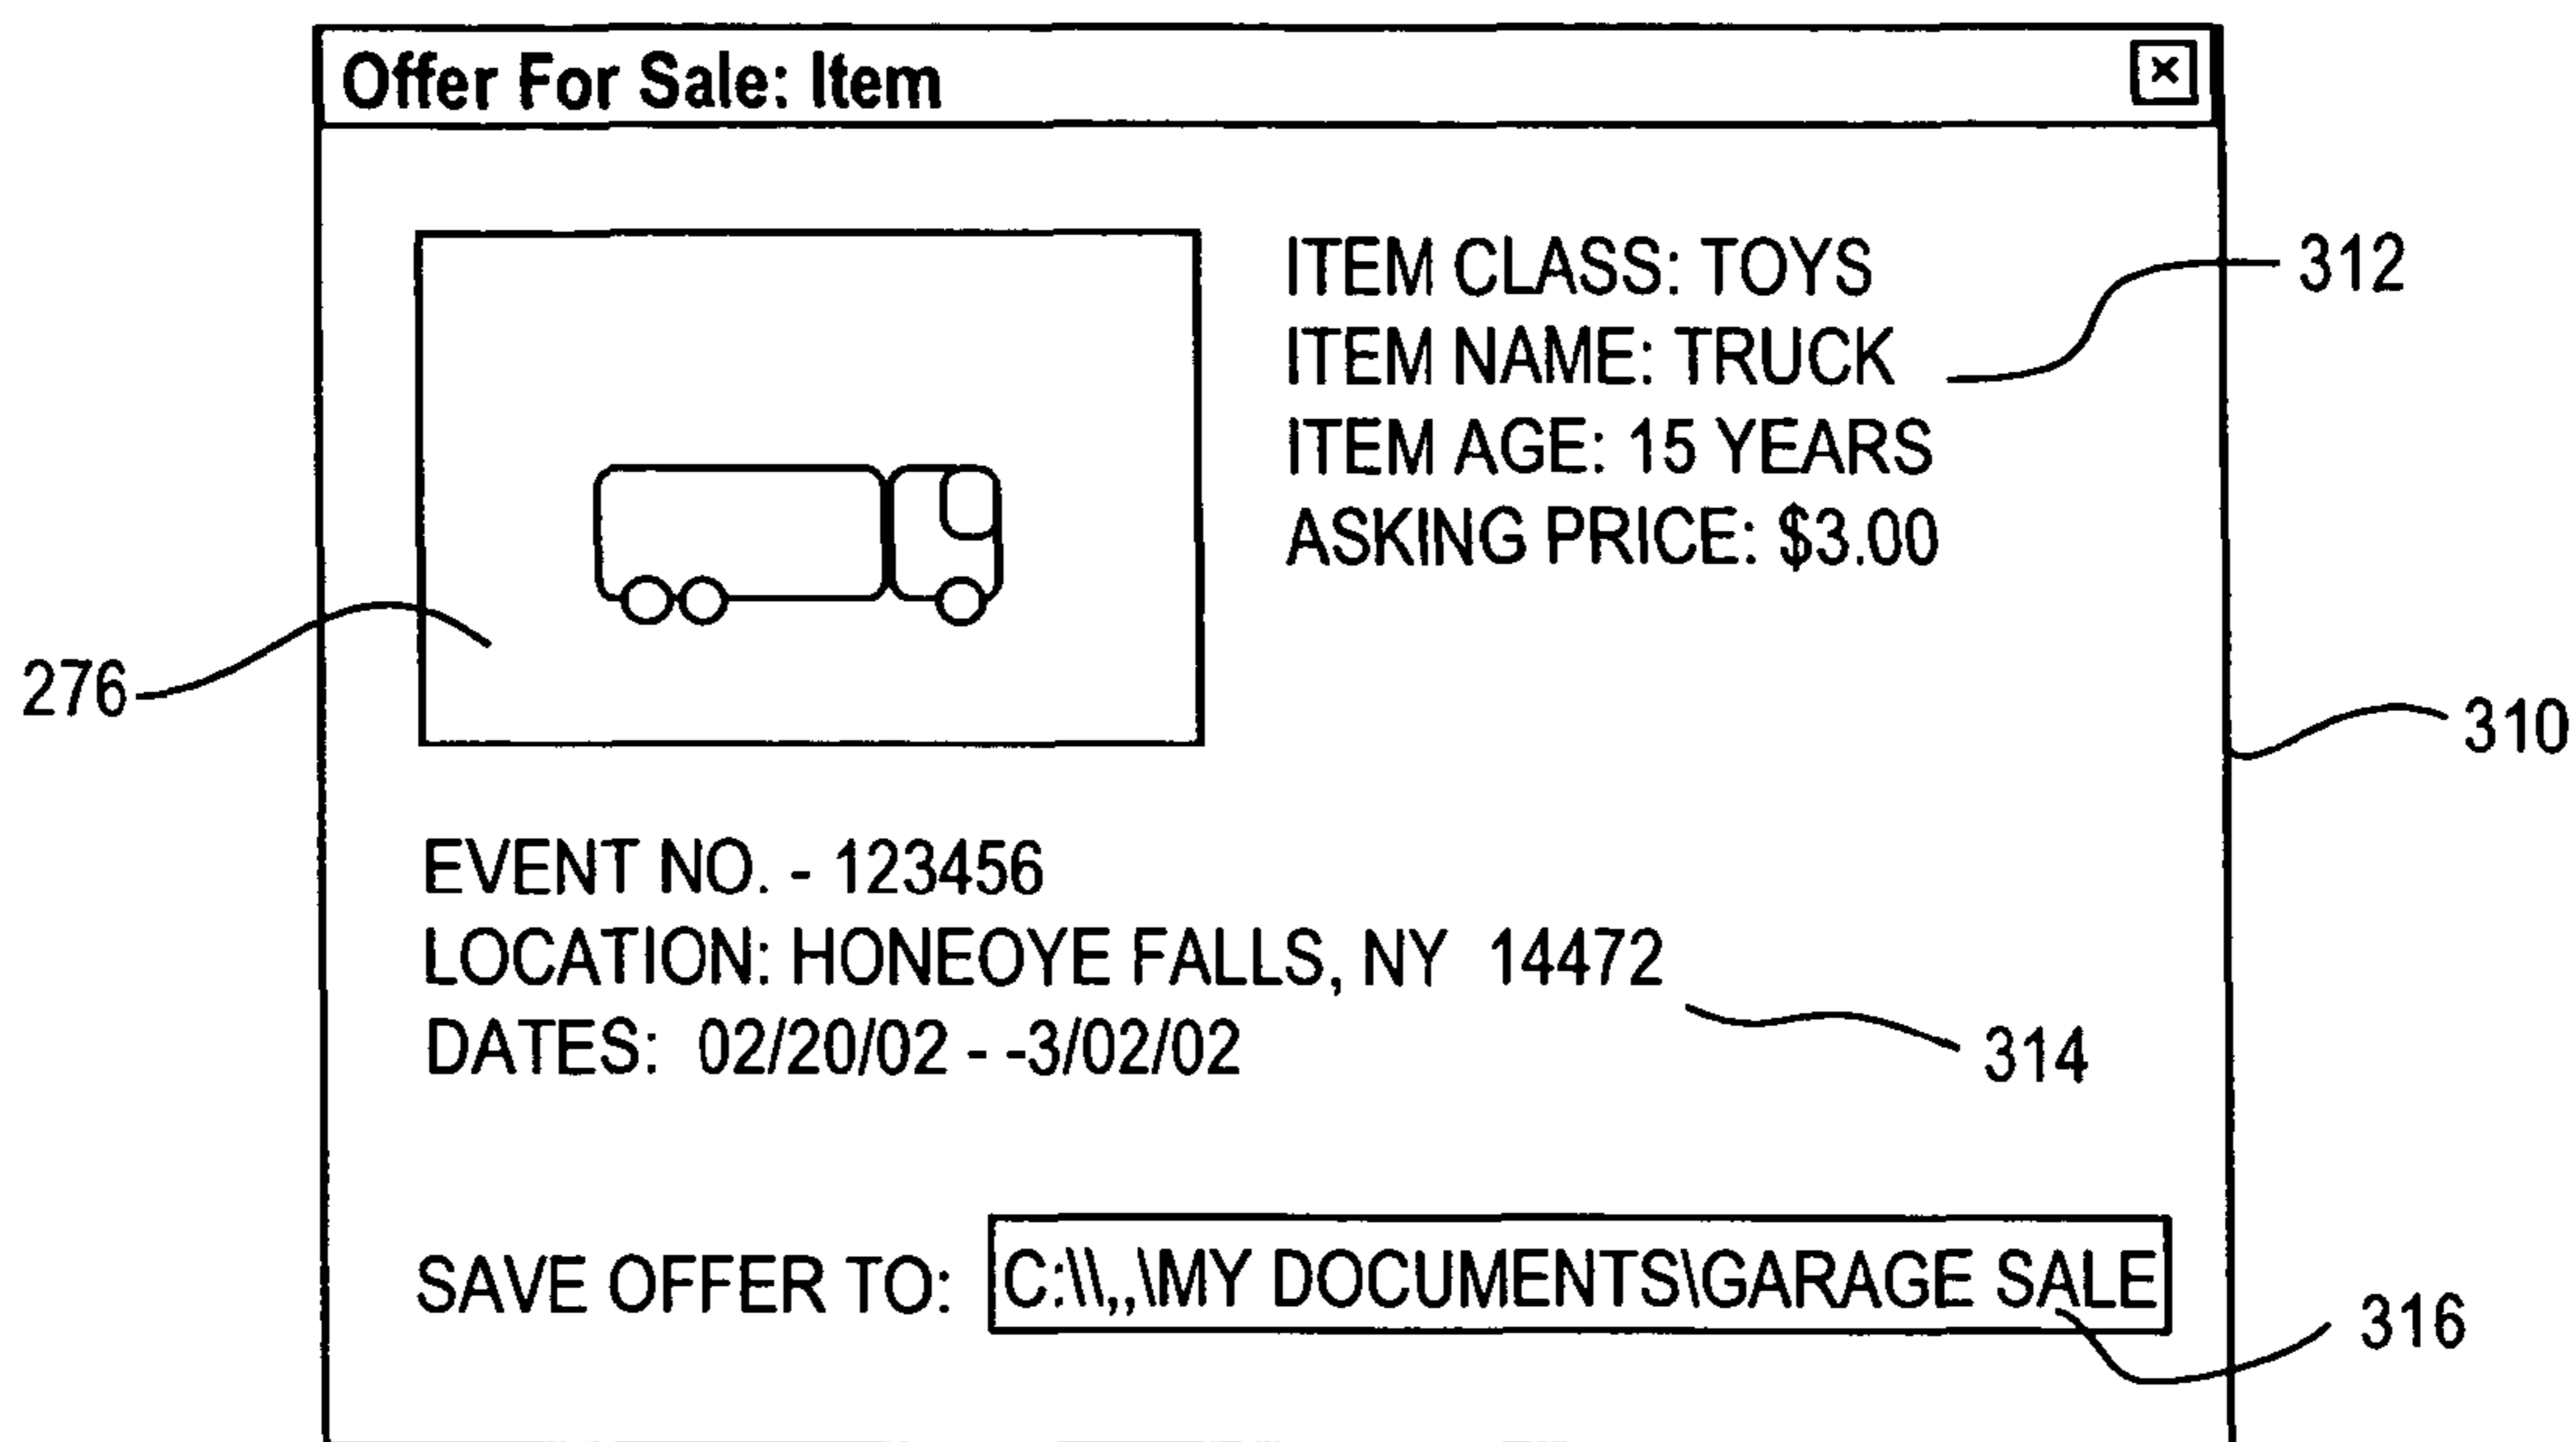 Offer For Sale: Item x
ITEM CLASS: TOYS
312
ITEM NAME: TRUCK
ITEM AGE: 15 YEARS
ASKING PRICE: $3.00
276
310
EVENT NO. - 123456
LOCATION: HONEOYE FALLS, NY 14472
DATES: 02/20/02 - -3/02/02
314
SAVE OFFER TO: C:\\,,\MY DOCUMENTS\GARAGE SALE
316